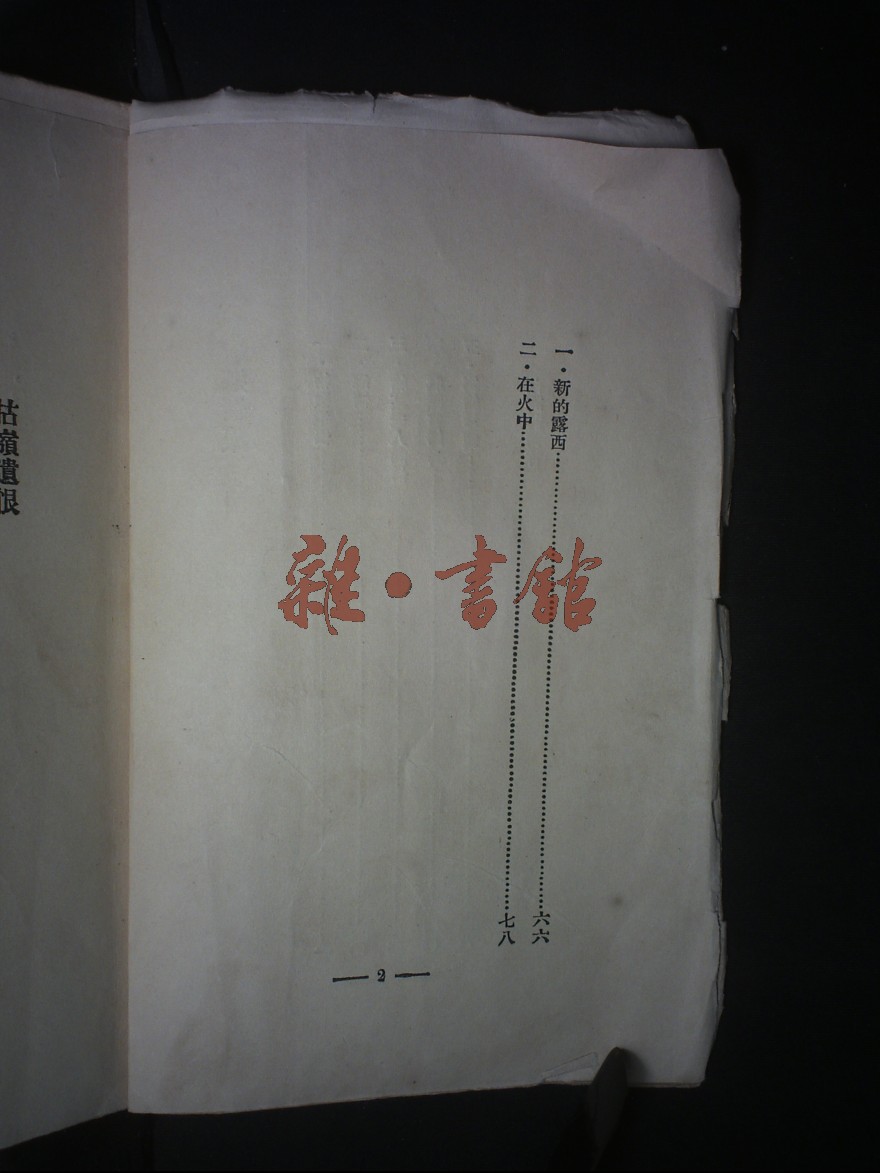 一・新的露西……………………六六
二・在火中……………………七八
— 2 —
雜・書館
牯嶺遺恨